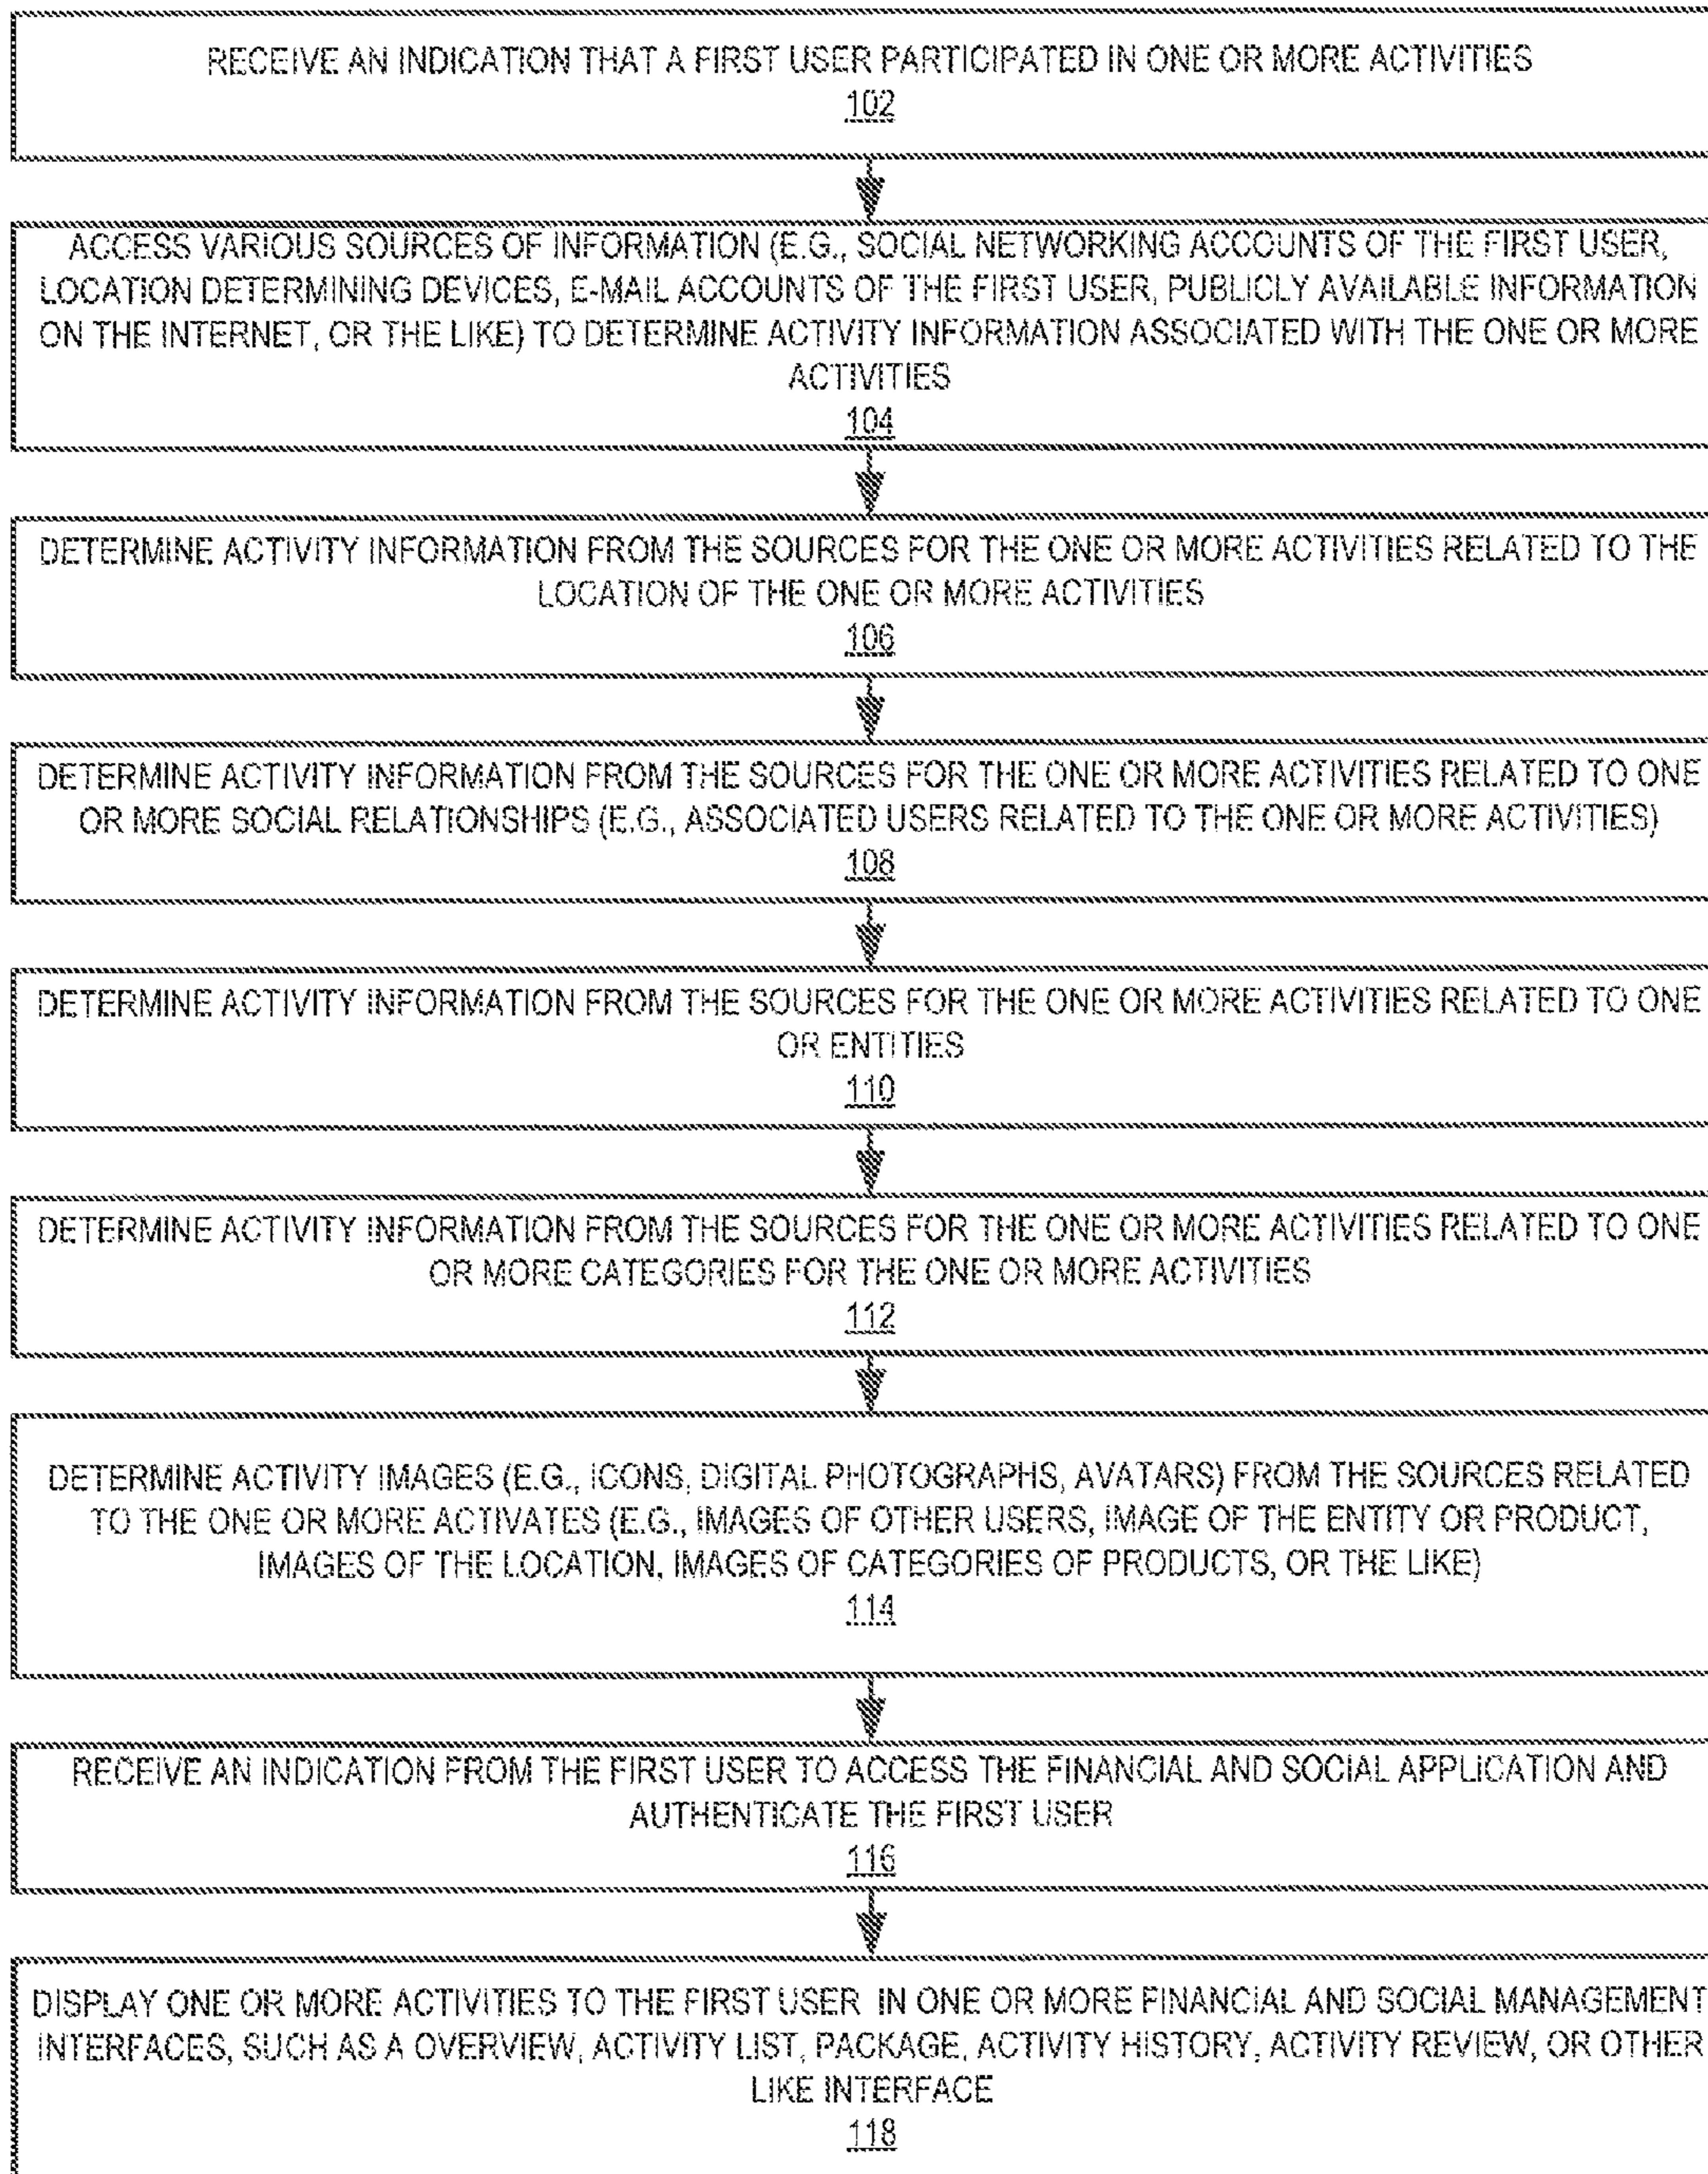 RECEIVE AN INDICATION THAT A FIRST USER PARTICIPATED IN ONE OR MORE ACTIVITIES
102
ACCESS VARIOUS SOURCES OF INFORMATION (E.G., SOCIAL NETWORKING ACCOUNTS OF THE FIRST USER,
LOCATION DETERMINING DEVICES, E-MAIL ACCOUNTS OF THE FIRST USER, PUBLICLY AVAILABLE INFORMATION
ON THE INTERNET, OR THE LIKE) TO DETERMINE ACTIVITY INFORMATION ASSOCIATED WITH THE ONE OR MORE
ACTIVITIES
104
DETERMINE ACTIVITY INFORMATION FROM THE SOURCES FOR THE ONE OR MORE ACTIVITIES RELATED TO THE
LOCATION OF THE ONE OR MORE ACTIVITIES
106
DETERMINE ACTIVITY INFORMATION FROM THE SOURCES FOR THE ONE OR MORE ACTIVITIES RELATED TO ONE
OR MORE SOCIAL RELATIONSHIPS (E.G., ASSOCIATED USERS RELATED TO THE ONE OR MORE ACTIVITIES)
108
DETERMINE ACTIVITY INFORMATION FROM THE SOURCES FOR THE ONE OR MORE ACTIVITIES RELATED TO ONE
OR ENTITIES
110
DETERMINE ACTIVITY INFORMATION FROM THE SOURCES FOR THE ONE OR MORE ACTIVITIES RELATED TO ONE
OR MORE CATEGORIES FOR THE ONE OR MORE ACTIVITIES
112
DETERMINE ACTIVITY IMAGES (E.G., ICONS, DIGITAL PHOTOGRAPHS, AVATARS) FROM THE SOURCES RELATED
TO THE ONE OR MORE ACTIVATES (E.G., IMAGES OF OTHER USERS, IMAGE OF THE ENTITY OR PRODUCT,
IMAGES OF THE LOCATION, IMAGES OF CATEGORIES OF PRODUCTS, OR THE LIKE)
114
RECEIVE AN INDICATION FROM THE FIRST USER TO ACCESS THE FINANCIAL AND SOCIAL APPLICATION AND
AUTHENTICATE THE FIRST USER
116
DISPLAY ONE OR MORE ACTIVITIES TO THE FIRST USER IN ONE OR MORE FINANCIAL AND SOCIAL MANAGEMENT
INTERFACES, SUCH AS A OVERVIEW, ACTIVITY LIST, PACKAGE, ACTIVITY HISTORY, ACTIVITY REVIEW, OR OTHER
LIKE INTERFACE
118